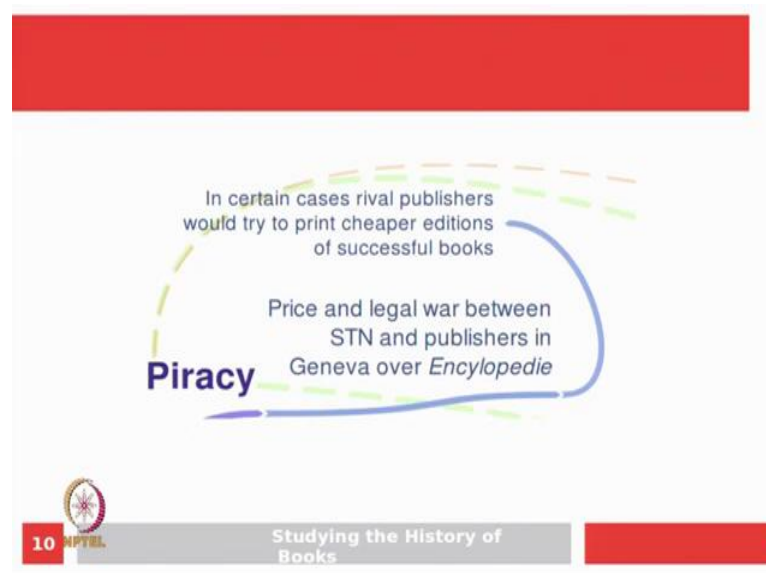 In certain cases rival publishers
would try to print cheaper editions
of successful books
Price and legal war between
STN and publishers in
Geneva over Encylopedie
Piracy
10
NPTEL
Studying the History of
Books